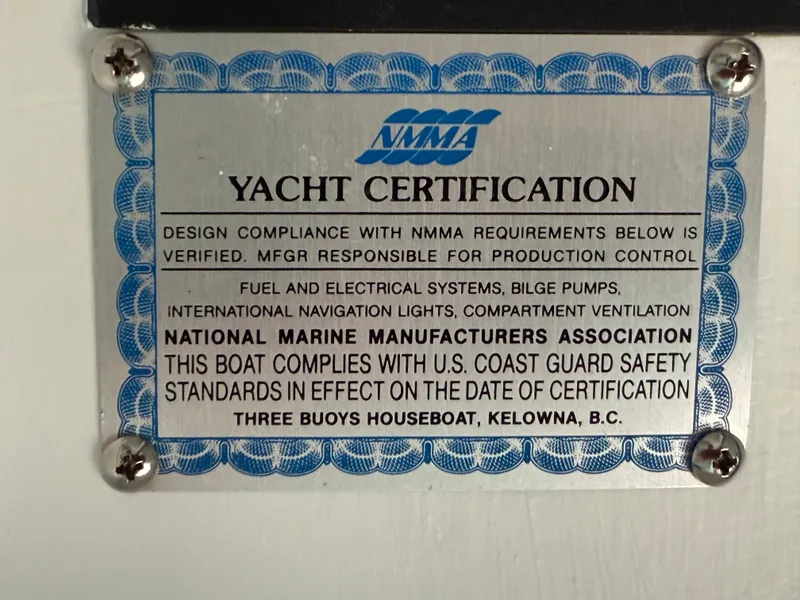 NMMA
YACHT CERTIFICATION
DESIGN COMPLIANCE WITH NMMA REQUIREMENTS BELOW IS
VERIFIED. MFGR RESPONSIBLE FOR PRODUCTION CONTROL
FUEL AND ELECTRICAL SYSTEMS, BILGE PUMPS,
INTERNATIONAL NAVIGATION LIGHTS, COMPARTMENT VENTILATION
NATIONAL MARINE MANUFACTURERS ASSOCIATION
THIS BOAT COMPLIES WITH U.S. COAST GUARD SAFETY
STANDARDS IN EFFECT ON THE DATE OF CERTIFICATION
THREE BUOYS HOUSEBOAT, KELOWNA, B.C.